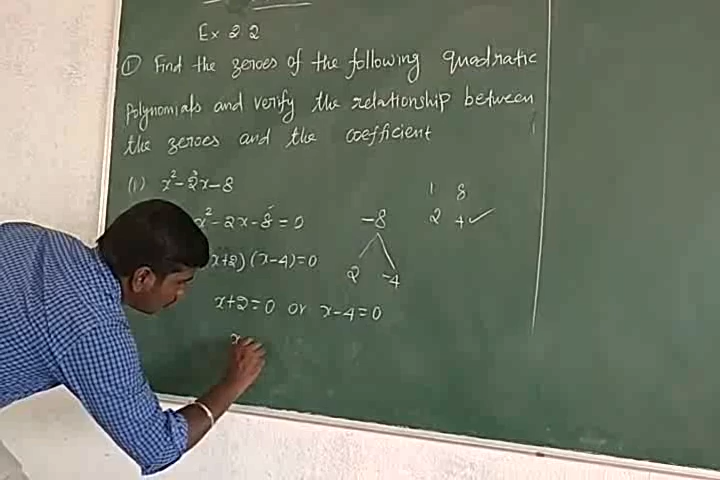 Ex 2 2
① Find the zeroes of the following quadratic
polynomials and verify the relationship between
the zeroes and the coefficient
(1) x² - 2x - 8
x² - 2x - 8 = 0
x+2) (x-4) = 0
x+2 = 0 or x-4 = 0
x
-8
2 -4
1 8
2 4 ✓